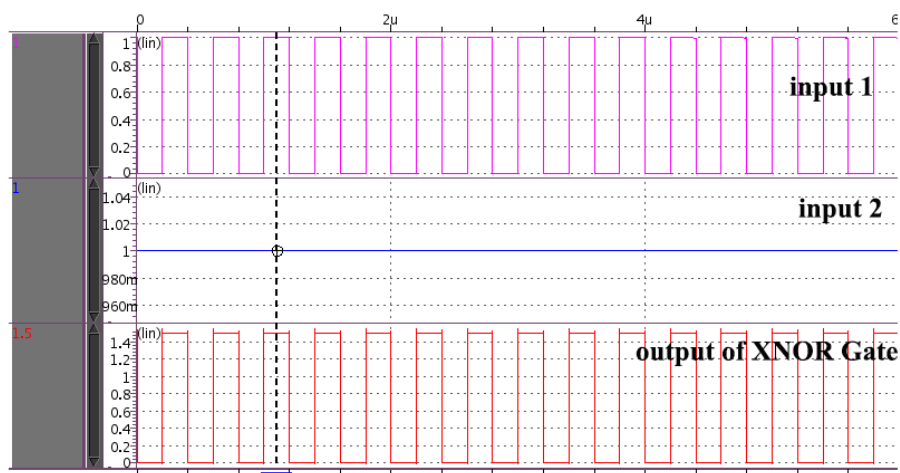 0 2u 4u 6
1 1 (lin)
0.8
input 1
0.6
0.4
0.2
0
1 (lin)
1.04
input 2
1.02
1
980m
960m
1.5 (lin)
1.4
output of XNOR Gate
1.2
1
0.8
0.6
0.4
0.2
0